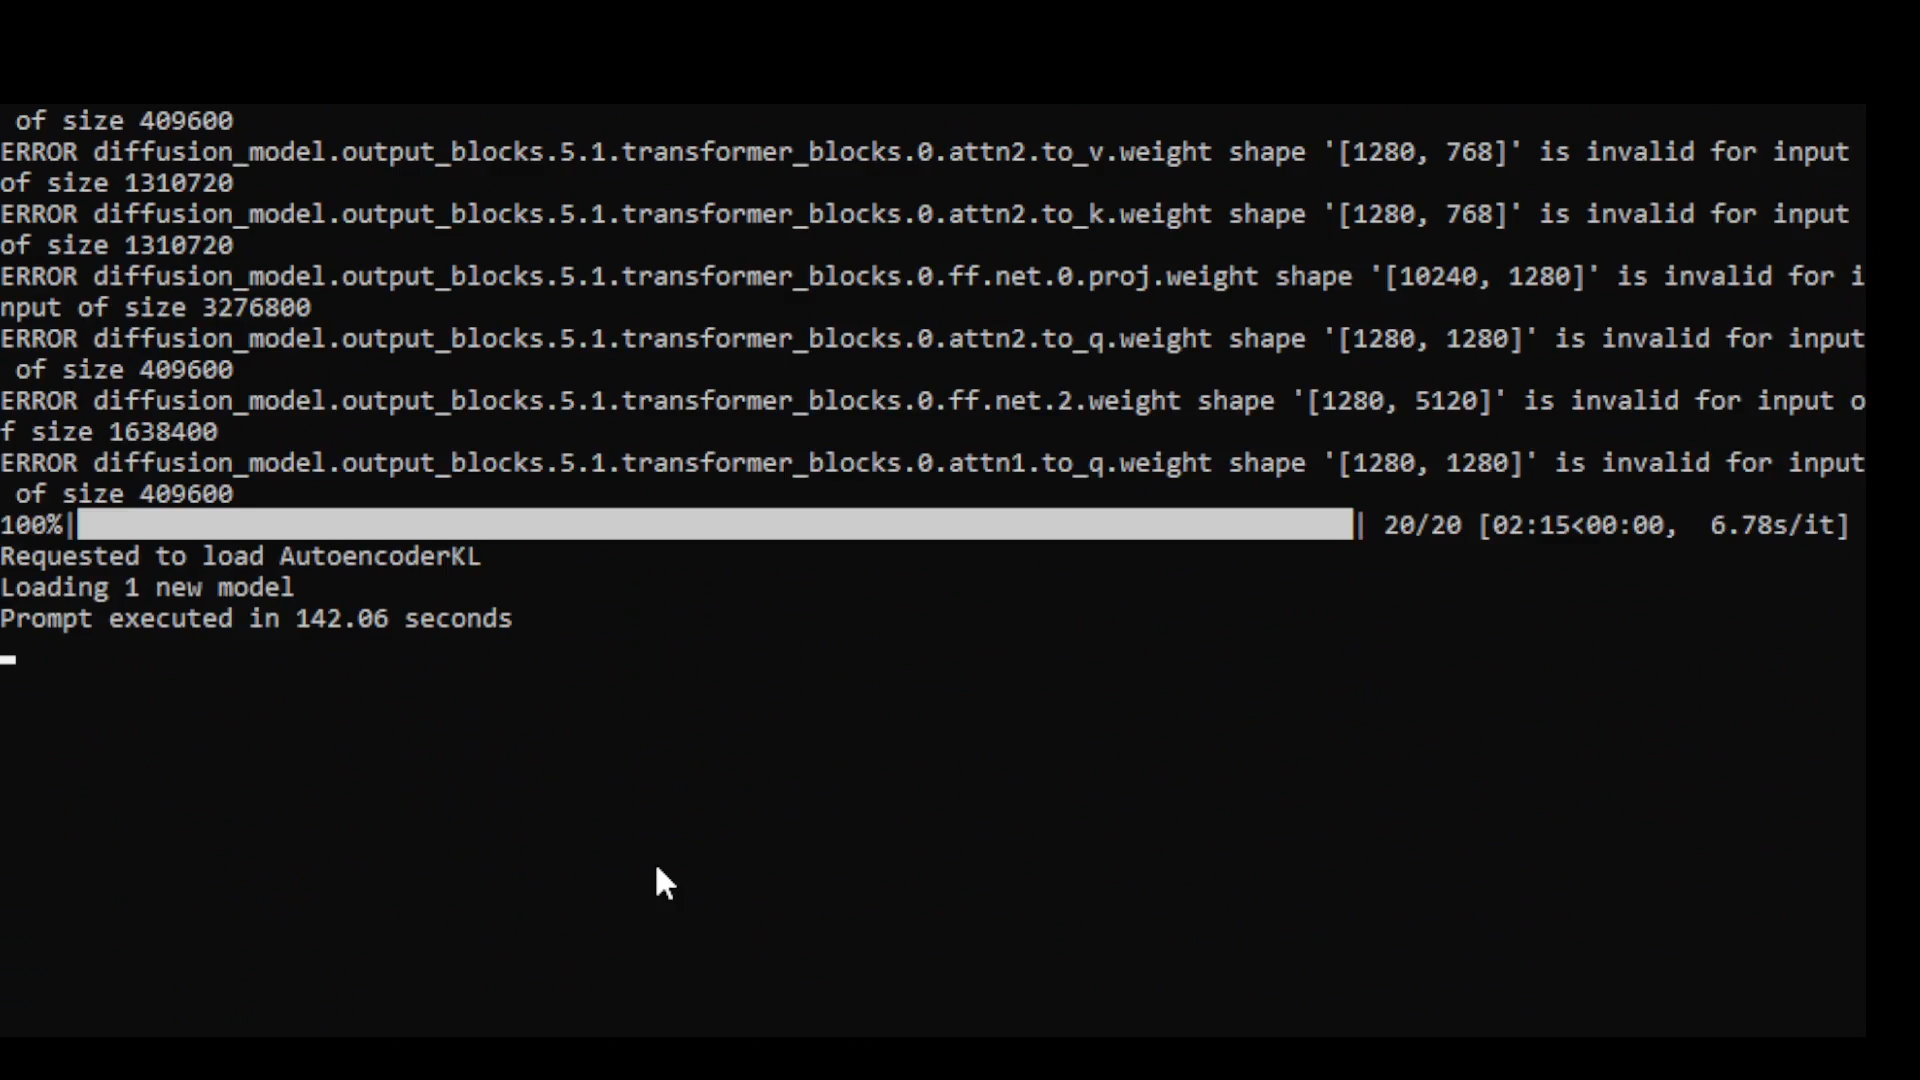 of size 409600
ERROR diffusion_model.output_blocks.5.1.transformer_blocks.0.attn2.to_v.weight shape '[1280, 768]' is invalid for input
of size 1310720
ERROR diffusion_model.output_blocks.5.1.transformer_blocks.0.attn2.to_k.weight shape '[1280, 768]' is invalid for input
of size 1310720
ERROR diffusion_model.output_blocks.5.1.transformer_blocks.0.ff.net.0.proj.weight shape '[10240, 1280]' is invalid for i
nput of size 3276800
ERROR diffusion_model.output_blocks.5.1.transformer_blocks.0.attn2.to_q.weight shape '[1280, 1280]' is invalid for input
of size 409600
ERROR diffusion_model.output_blocks.5.1.transformer_blocks.0.ff.net.2.weight shape '[1280, 5120]' is invalid for input o
f size 1638400
ERROR diffusion_model.output_blocks.5.1.transformer_blocks.0.attn1.to_q.weight shape '[1280, 1280]' is invalid for input
of size 409600
100%| | 20/20 [02:15<00:00, 6.78s/it]
Requested to load AutoencoderKL
Loading 1 new model
Prompt executed in 142.06 seconds